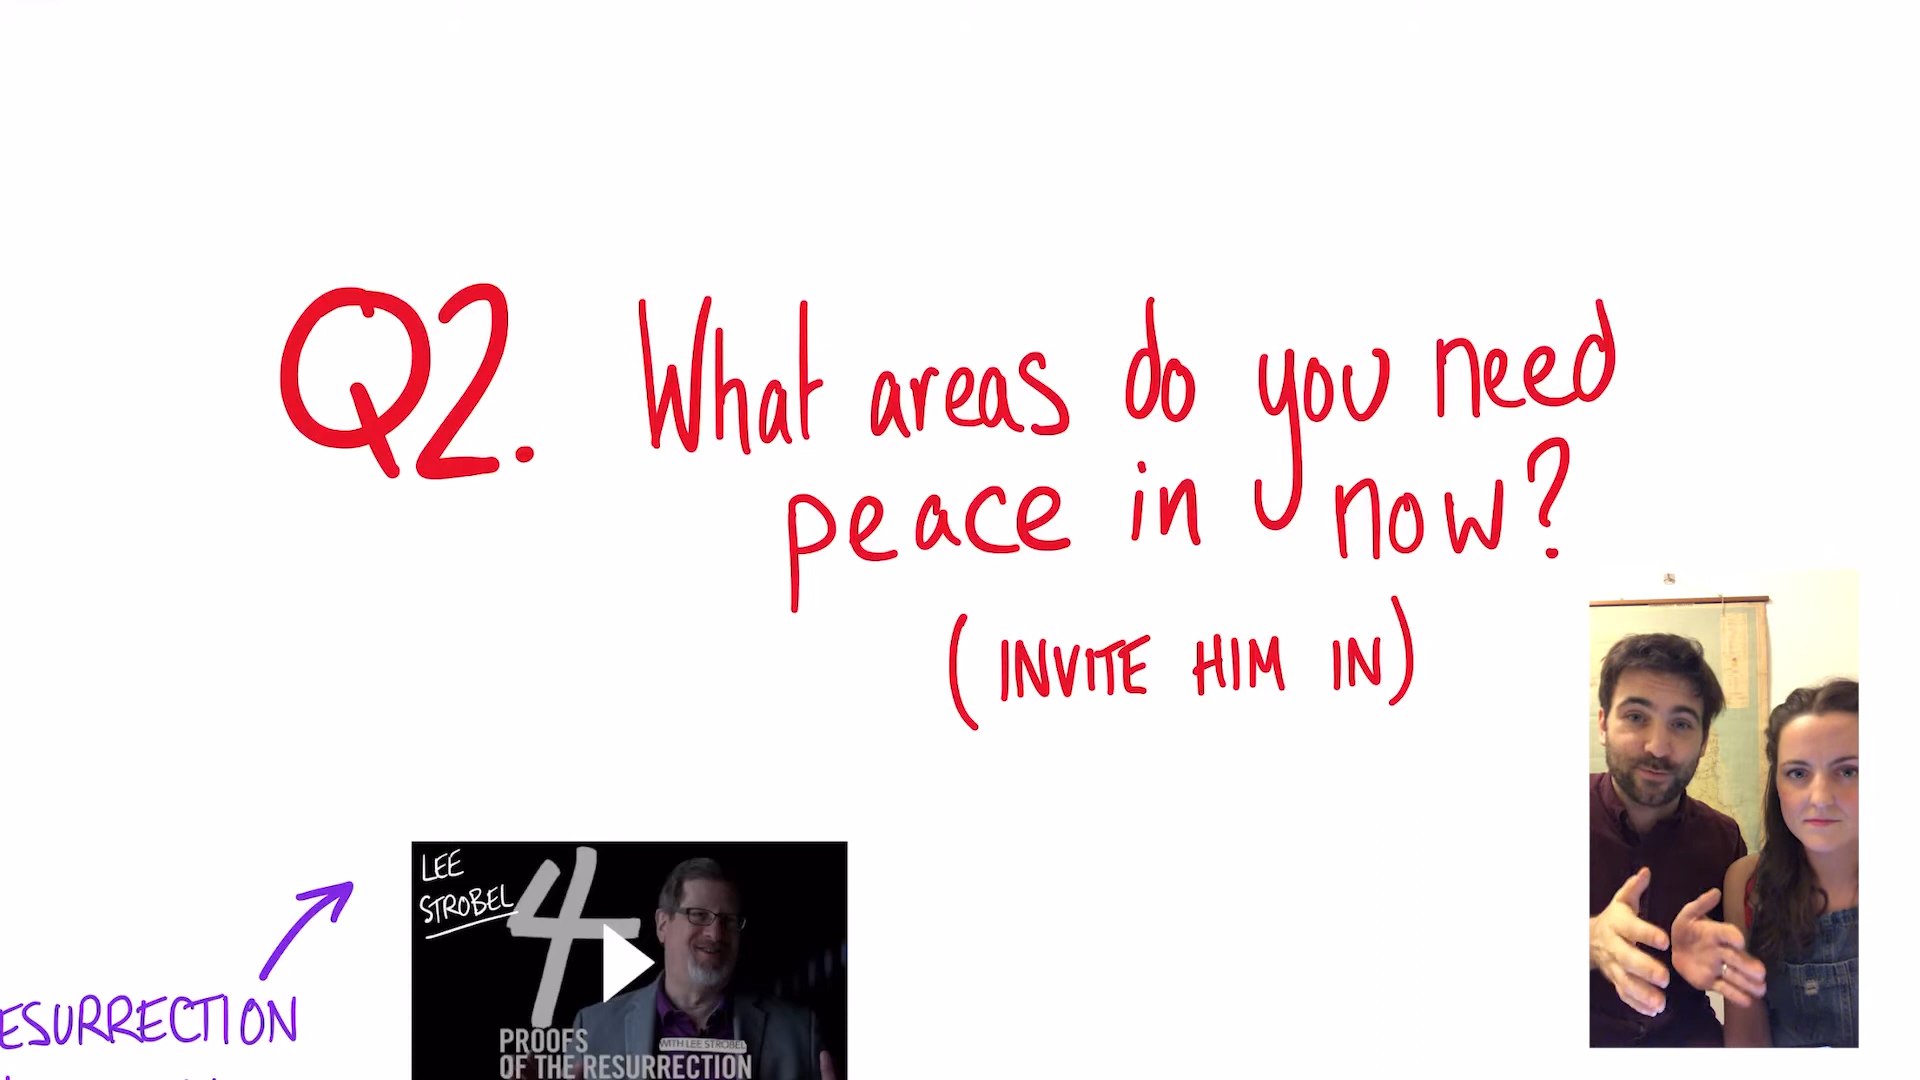 Q2. What areas do you need
peace in now?
(INVITE HIM IN)
LEE
STROBEL
4
PROOFS
WITH LEE STROBEL
OF THE RESURRECTION
ESURRECTION